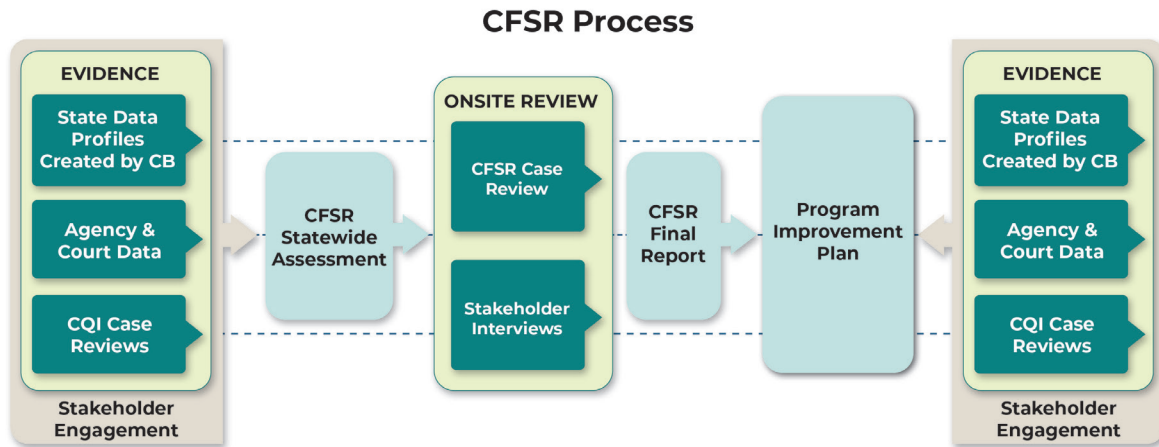 CFSR Process
EVIDENCE
State Data
Profiles
Created by CB
Agency &
Court Data
CQI Case
Reviews
Stakeholder
Engagement
CFSR
Statewide
Assessment
ONSITE REVIEW
CFSR Case
Review
Stakeholder
Interviews
CFSR
Final
Report
Program
Improvement
Plan
EVIDENCE
State Data
Profiles
Created by CB
Agency &
Court Data
CQI Case
Reviews
Stakeholder
Engagement